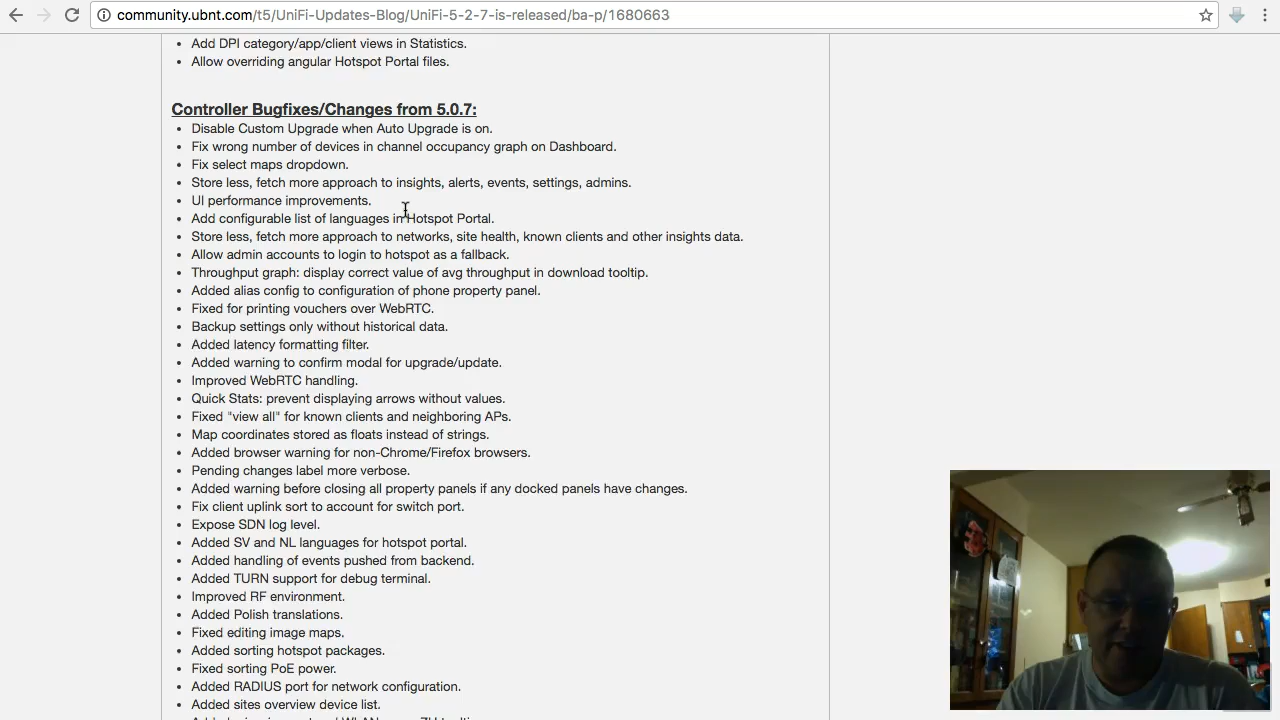 community.ubnt.com/t5/UniFi-Updates-Blog/UniFi-5-2-7-is-released/ba-p/1680663
• Add DPI category/app/client views in Statistics.
• Allow overriding angular Hotspot Portal files.
Controller Bugfixes/Changes from 5.0.7:
• Disable Custom Upgrade when Auto Upgrade is on.
• Fix wrong number of devices in channel occupancy graph on Dashboard.
• Fix select maps dropdown.
• Store less, fetch more approach to insights, alerts, events, settings, admins.
• UI performance improvements.
• Add configurable list of languages in Hotspot Portal.
• Store less, fetch more approach to networks, site health, known clients and other insights data.
• Allow admin accounts to login to hotspot as a fallback.
• Throughput graph: display correct value of avg throughput in download tooltip.
• Added alias config to configuration of phone property panel.
• Fixed for printing vouchers over WebRTC.
• Backup settings only without historical data.
• Added latency formatting filter.
• Added warning to confirm modal for upgrade/update.
• Improved WebRTC handling.
• Quick Stats: prevent displaying arrows without values.
• Fixed "view all" for known clients and neighboring APs.
• Map coordinates stored as floats instead of strings.
• Added browser warning for non-Chrome/Firefox browsers.
• Pending changes label more verbose.
• Added warning before closing all property panels if any docked panels have changes.
• Fix client uplink sort to account for switch port.
• Expose SDN log level.
• Added SV and NL languages for hotspot portal.
• Added handling of events pushed from backend.
• Added TURN support for debug terminal.
• Improved RF environment.
• Added Polish translations.
• Fixed editing image maps.
• Added sorting hotspot packages.
• Fixed sorting PoE power.
• Added RADIUS port for network configuration.
• Added sites overview device list.